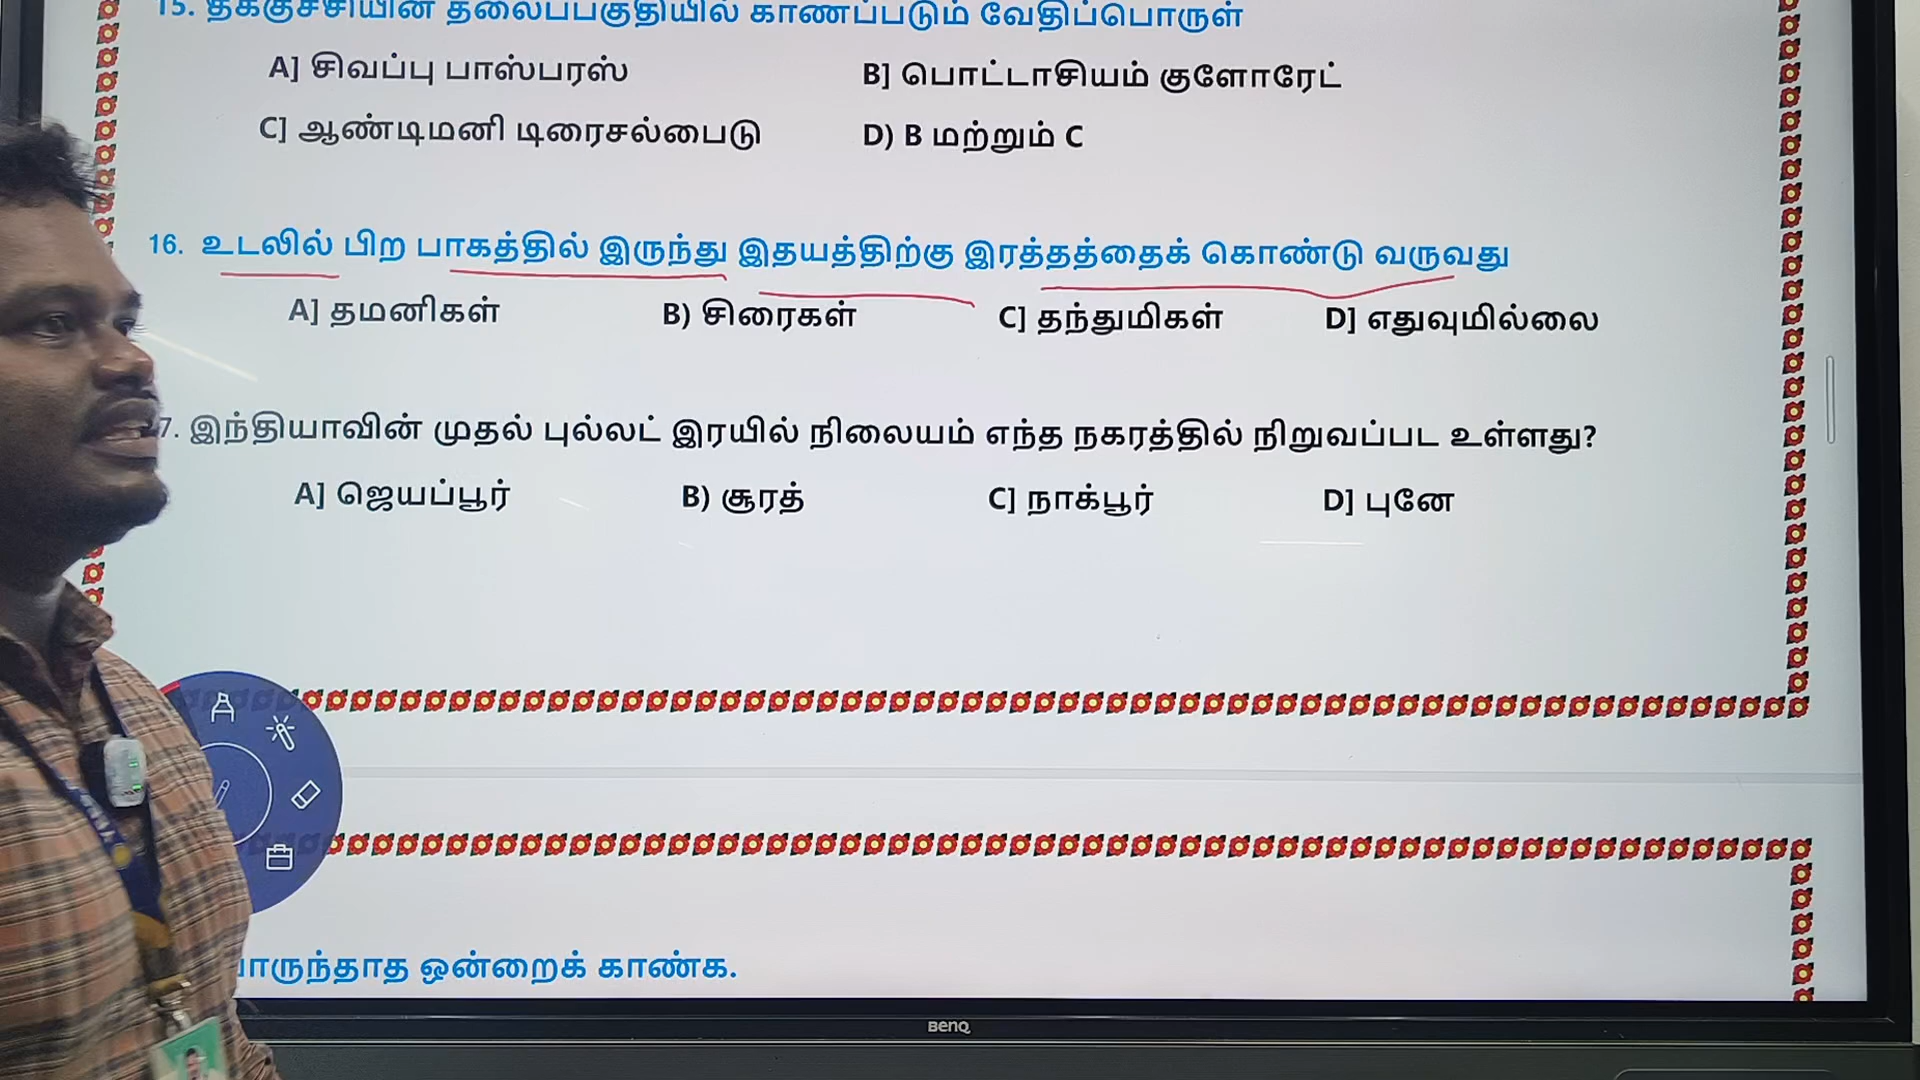 15. தீக்குச்சியின் தலைப்பகுதியில் காணப்படும் வேதிப்பொருள்
A] சிவப்பு பாஸ்பரஸ் B] பொட்டாசியம் குளோரேட்
C] ஆண்டிமனி டிரைசல்பைடு D) B மற்றும் C
16. உடலில் பிற பாகத்தில் இருந்து இதயத்திற்கு இரத்தத்தைக் கொண்டு வருவது
A] தமனிகள் B) சிரைகள் C] தந்துமிகள் D] எதுவுமில்லை
7. இந்தியாவின் முதல் புல்லட் இரயில் நிலையம் எந்த நகரத்தில் நிறுவப்பட உள்ளது?
A] ஜெயப்பூர் B) சூரத் C] நாக்பூர் D] புனே
ஒன்றைக் காண்க.
BenQ